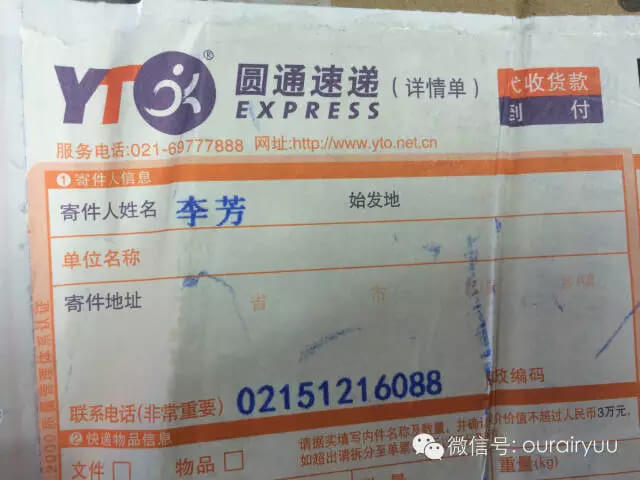 YTO® 圆通速递 (详情单) 代收货款
EXPRESS 到 付
服务电话:021-69777888 网址:http://www.yto.net.cn
1 寄件人信息
寄件人姓名 李芳 始发地
单位名称
寄件地址 省 市
联系电话(非常重要) 02151216088 编码
2 快递物品信息 请据实填写内件名称及数量,并确 价值不超过人民币3万元,
文件 □ 物品 □ 如超出请拆分至单票 重量(kg)
微信号: ourairyuu